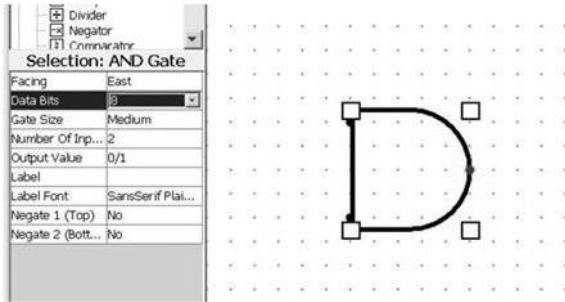 Divider
Negator
Comparator
Selection: AND Gate
Facing East
Data Bits 8
Gate Size Medium
Number Of Inp... 2
Output Value 0/1
Label
Label Font SansSerif Plai...
Negate 1 (Top) No
Negate 2 (Bott... No